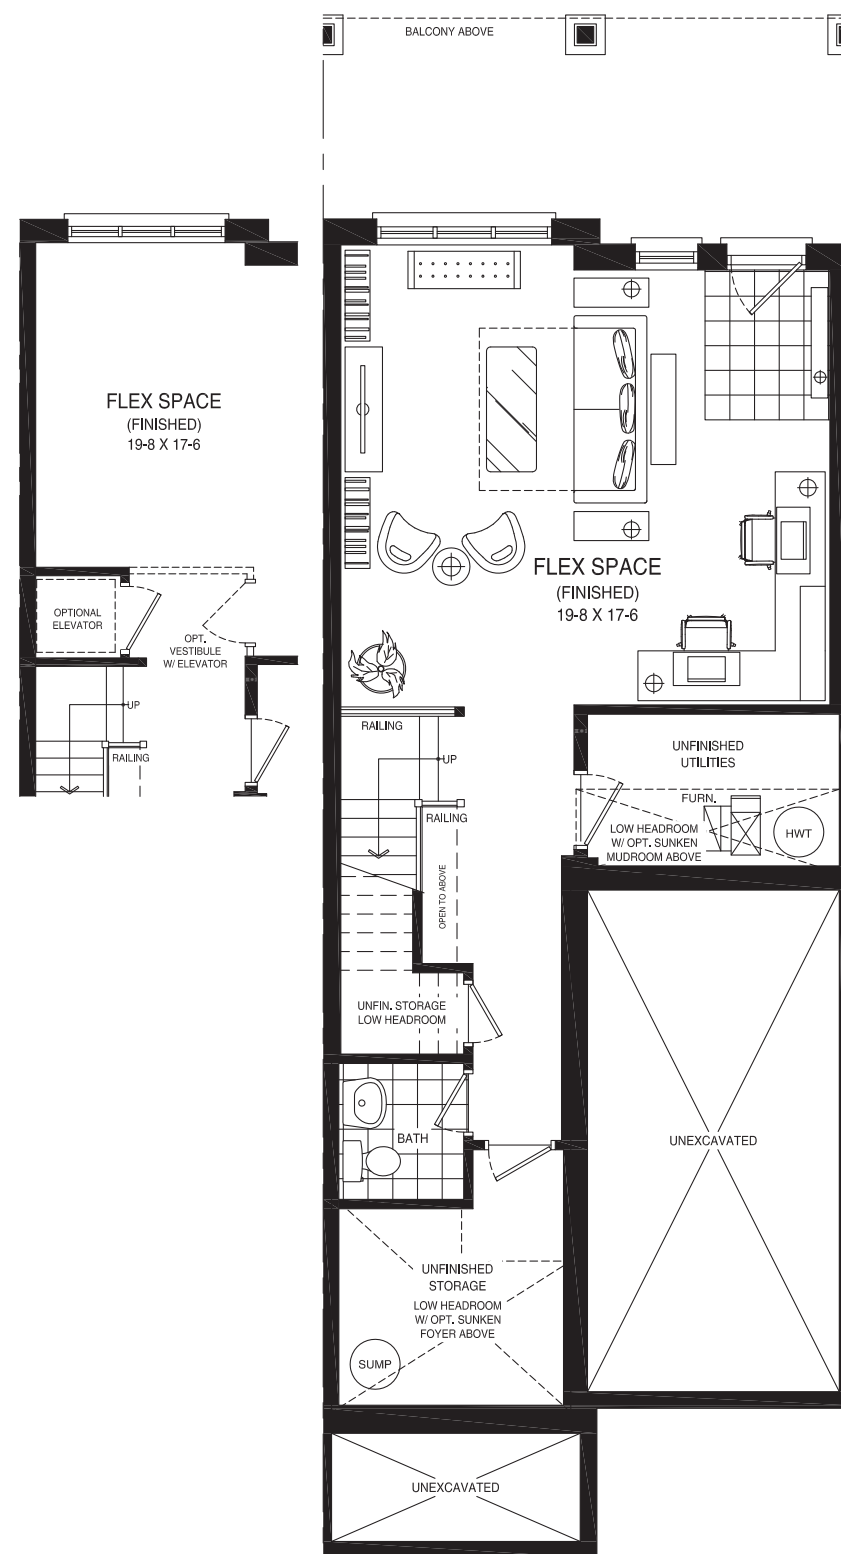 BALCONY ABOVE
FLEX SPACE
(FINISHED)
19-8 X 17-6
OPTIONAL
ELEVATOR
OPT.
VESTIBULE
W/ ELEVATOR
UP
RAILING
FLEX SPACE
(FINISHED)
19-8 X 17-6
RAILING
UP
RAILING
OPEN TO ABOVE
UNFINISHED
UTILITIES
FURN.
HWT
LOW HEADROOM
W/ OPT. SUNKEN
MUDROOM ABOVE
UNFIN. STORAGE
LOW HEADROOM
BATH
UNEXCAVATED
UNFINISHED
STORAGE
LOW HEADROOM
W/ OPT. SUNKEN
FOYER ABOVE
SUMP
UNEXCAVATED